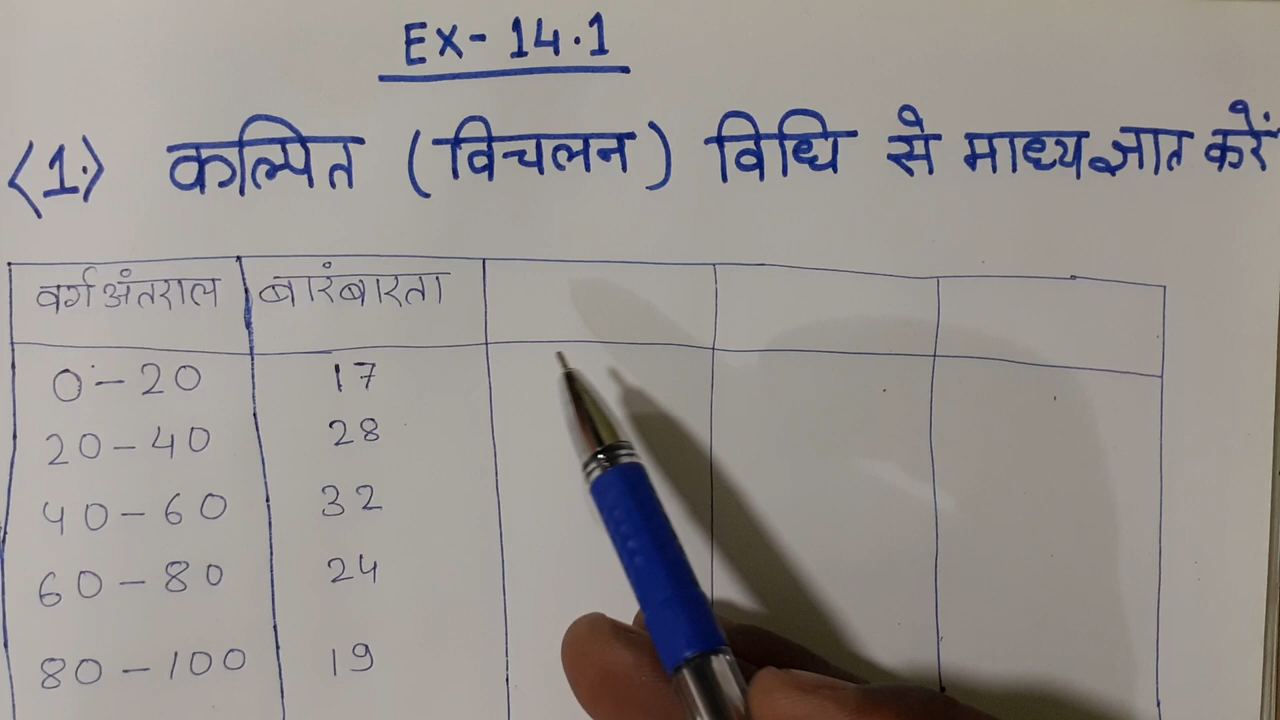 Ex- 14.1
<1.> कल्पित (विचलन) विधि से माध्य ज्ञात करें
वर्ग अंतराल बारंबारता
0-20 17
20-40 28
40-60 32
60-80 24
80-100 19